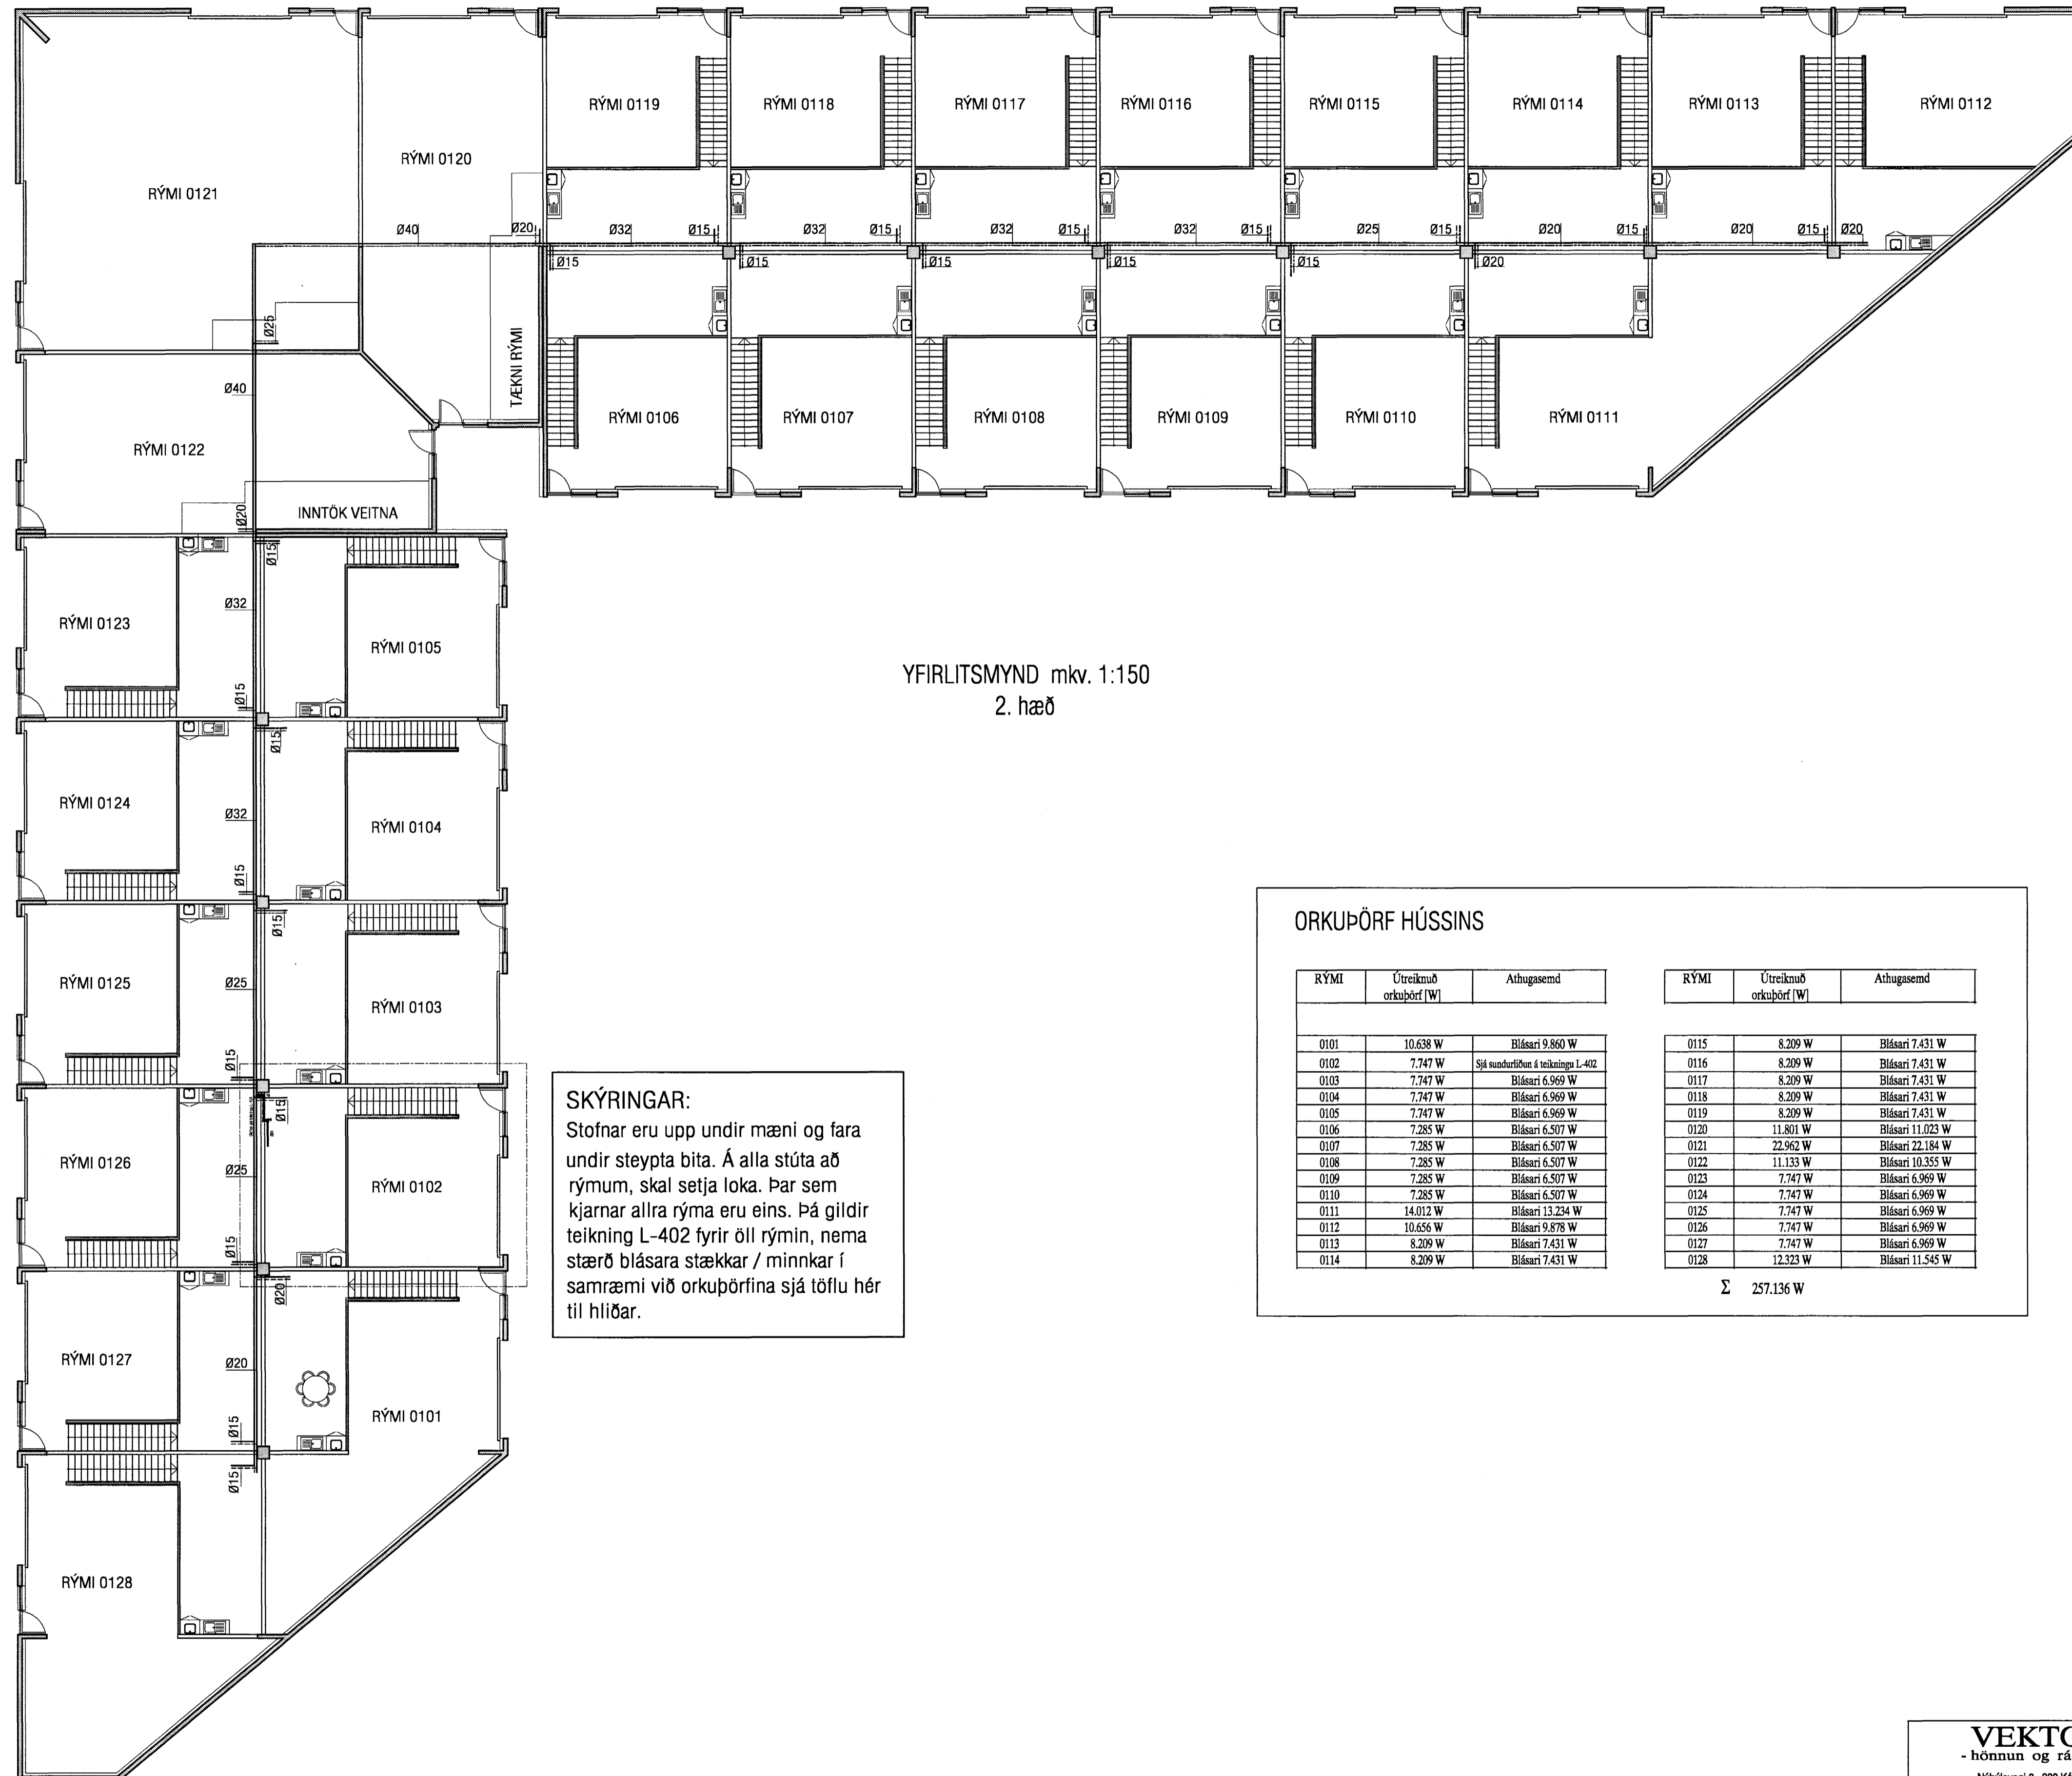 RÝMI 0119
RÝMI 0118
RÝMI 0117
RÝMI 0116
RÝMI 0115
RÝMI 0114
RÝMI 0113
RÝMI 0112
RÝMI 0120
RÝMI 0121
Ø40 Ø20 Ø32 Ø15 Ø32 Ø15 Ø32 Ø15 Ø32 Ø15 Ø25 Ø15 Ø20 Ø15 Ø20 Ø15 Ø20
Ø15 Ø15 Ø15 Ø15 Ø15 Ø20
Ø25
TÆKNI RÝMI
Ø40
RÝMI 0106
RÝMI 0107
RÝMI 0108
RÝMI 0109
RÝMI 0110
RÝMI 0111
RÝMI 0122
INNTÖK VEITNA
Ø20
Ø15
Ø32
RÝMI 0123
RÝMI 0105
Ø15
Ø15
YFIRLITSMYND mkv. 1:150
2. hæð
RÝMI 0124
Ø32
RÝMI 0104
Ø15
Ø15
RÝMI 0125
Ø25
RÝMI 0103
Ø15
Ø15
RÝMI 0126
Ø25
RÝMI 0102
Ø15
Ø20
RÝMI 0127
Ø20
RÝMI 0101
Ø15
Ø15
RÝMI 0128
SKÝRINGAR:
Stofnar eru upp undir mæni og fara
undir steypta bita. Á alla stúta að
rýmum, skal setja loka. Þar sem
kjarnar allra rýma eru eins. Þá gildir
teikning L-402 fyrir öll rýmin, nema
stærð blásara stækkar / minnkar í
samræmi við orkuþörfina sjá töflu hér
til hliðar.
ORKUÞÖRF HÚSSINS
RÝMI Útreiknuð Athugasemd
orkuþörf [W]
0101 10.638 W Blásari 9.860 W
0102 7.747 W Sjá sundurliðun á teikningu L-402
0103 7.747 W Blásari 6.969 W
0104 7.747 W Blásari 6.969 W
0105 7.747 W Blásari 6.969 W
0106 7.285 W Blásari 6.507 W
0107 7.285 W Blásari 6.507 W
0108 7.285 W Blásari 6.507 W
0109 7.285 W Blásari 6.507 W
0110 7.285 W Blásari 6.507 W
0111 14.012 W Blásari 13.234 W
0112 10.656 W Blásari 9.878 W
0113 8.209 W Blásari 7.431 W
0114 8.209 W Blásari 7.431 W
RÝMI Útreiknuð Athugasemd
orkuþörf [W]
0115 8.209 W Blásari 7.431 W
0116 8.209 W Blásari 7.431 W
0117 8.209 W Blásari 7.431 W
0118 8.209 W Blásari 7.431 W
0119 8.209 W Blásari 7.431 W
0120 11.801 W Blásari 11.023 W
0121 22.962 W Blásari 22.184 W
0122 11.133 W Blásari 10.355 W
0123 7.747 W Blásari 6.969 W
0124 7.747 W Blásari 6.969 W
0125 7.747 W Blásari 6.969 W
0126 7.747 W Blásari 6.969 W
0127 7.747 W Blásari 6.969 W
0128 12.323 W Blásari 11.545 W
Σ 257.136 W
VEKTO
- hönnun og rá